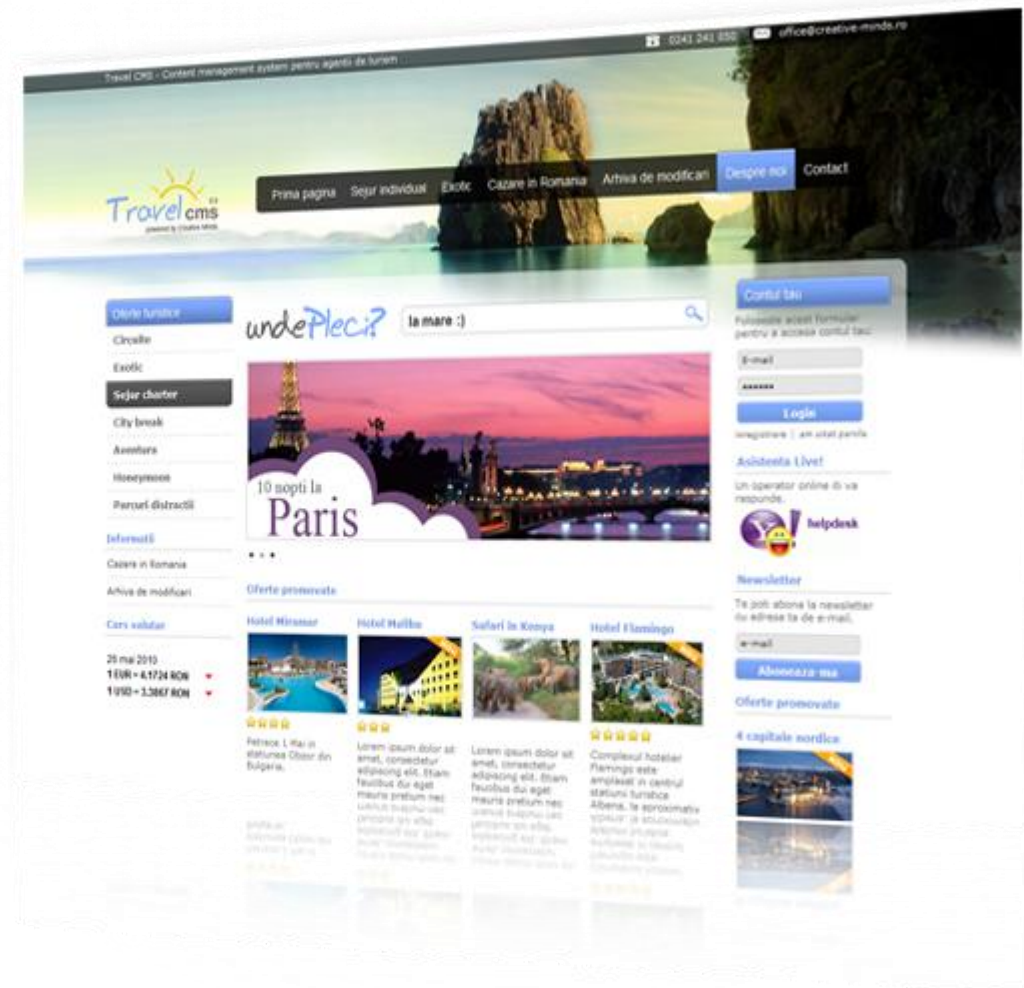 Travel CMS - Content management system pentru agentii de turism
0241 241 850
office@creative-minds.ro
Travel cms
powered by Creative Minds
Prima pagina
Sejur individual
Exotic
Cazare in Romania
Arhiva de modificari
Despre noi
Contact
Oferte turistice
Circuite
Exotic
Sejur charter
City break
Aventura
Honeymoon
Parcuri distractii
Informatii
Cazare in Romania
Arhiva de modificari
Curs valutar
28 mai 2010
1 EUR = 4.1724 RON
1 USD = 3.3867 RON
undePleci?
la mare :)
10 nopti la
Paris
Oferte promovate
Hotel Miramar
Petrece 1 Mai in
statiunea Obzor din
Bulgaria.
Hotel Malibu
Lorem ipsum dolor sit
amet, consectetur
adipiscing elit. Etiam
faucibus dui eget
mauris pretium nec
Safari in Kenya
Lorem ipsum dolor sit
amet, consectetur
adipiscing elit. Etiam
faucibus dui eget
mauris pretium nec
Hotel Flamingo
Complexul hotelier
Flamingo este
amplasat in centrul
statiunii turistice
Albena, la aproximativ
Contul tau
Foloseste acest formular
pentru a accesa contul tau:
E-mail
••••••
Login
inregistrare | am uitat parola
Asistenta Live!
Un operator online iti va
raspunde.
helpdesk
Newsletter
Te poti abona la newsletter
cu adresa ta de e-mail.
e-mail
Aboneaza-ma
Oferte promovate
4 capitale nordice